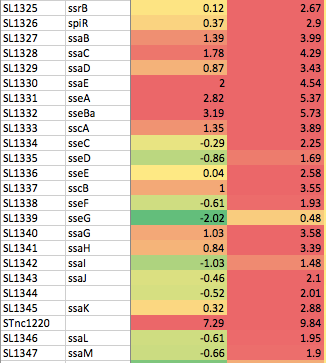 SL1325 ssrB 0.12 2.67
SL1326 spiR 0.37 2.9
SL1327 ssaB 1.39 3.99
SL1328 ssaC 1.78 4.29
SL1329 ssaD 0.87 3.43
SL1330 ssaE 2 4.54
SL1331 sseA 2.82 5.37
SL1332 sseBa 3.19 5.73
SL1333 sscA 1.35 3.89
SL1334 sseC -0.29 2.25
SL1335 sseD -0.86 1.69
SL1336 sseE 0.04 2.58
SL1337 sscB 1 3.55
SL1338 sseF -0.61 1.93
SL1339 sseG -2.02 0.48
SL1340 ssaG 1.03 3.58
SL1341 ssaH 0.84 3.39
SL1342 ssaI -1.03 1.48
SL1343 ssaJ -0.46 2.1
SL1344 -0.52 2.01
SL1345 ssaK 0.32 2.88
STnc1220 7.29 9.84
SL1346 ssaL -0.61 1.95
SL1347 ssaM -0.66 1.9